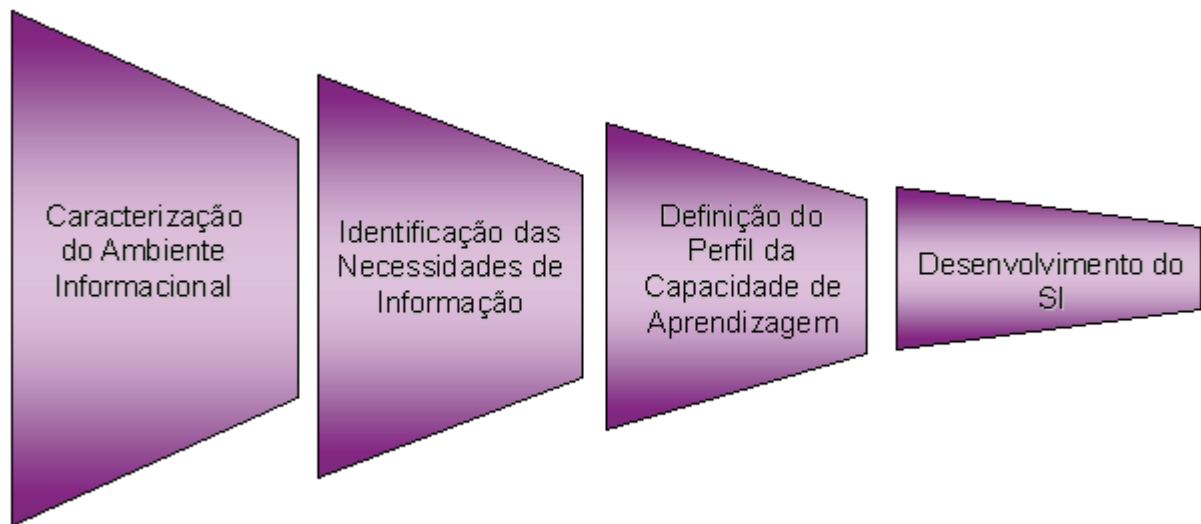 Caracterização
do Ambiente
Informacional
Identificação das
Necessidades de
Informação
Definição do
Perfil da
Capacidade de
Aprendizagem
Desenvolvimento do
SI